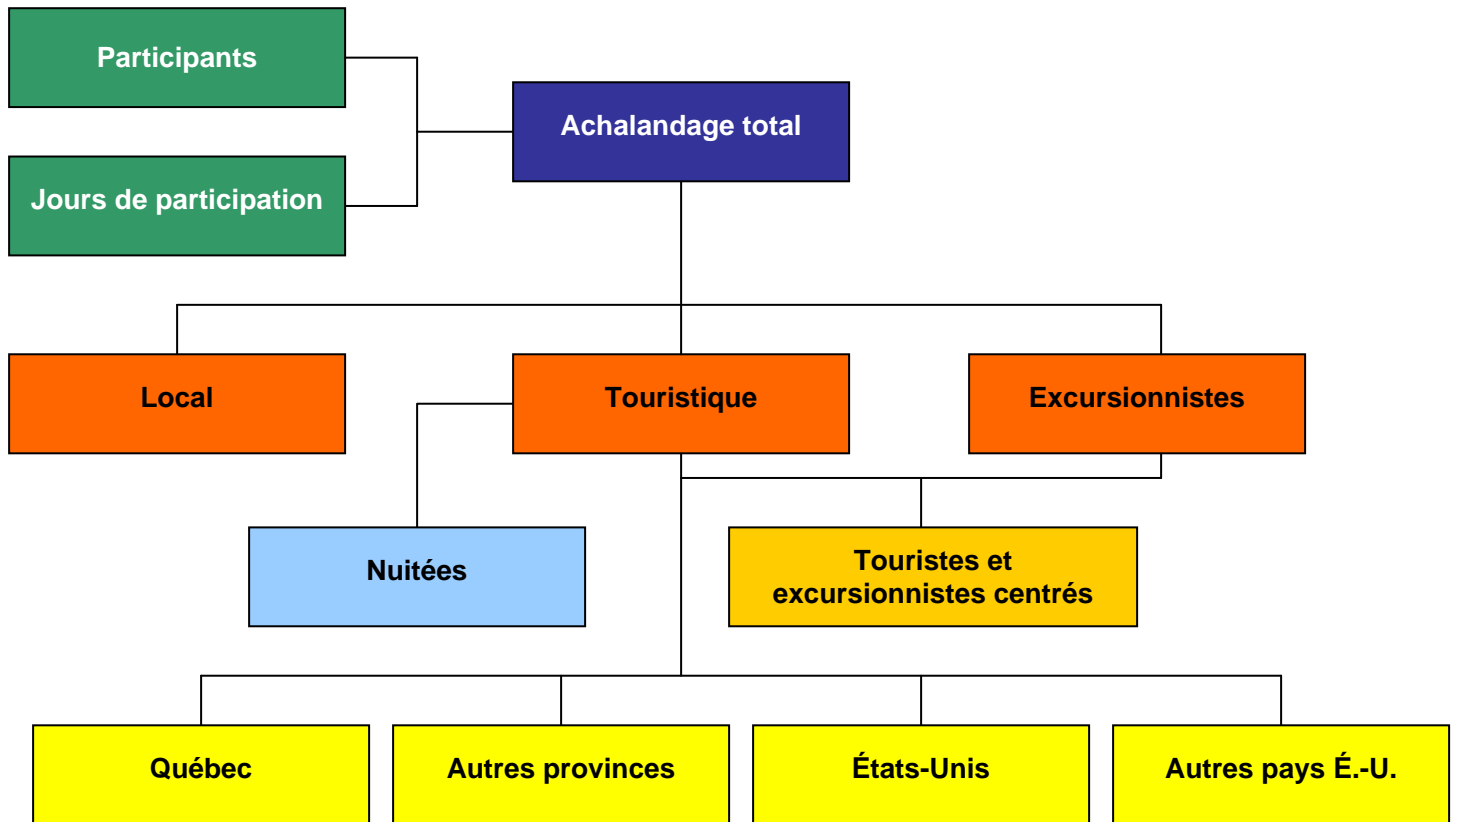 Participants
Achalandage total
Jours de participation
Local
Touristique
Excursionnistes
Nuitées
Touristes et
excursionnistes centrés
Québec
Autres provinces
États-Unis
Autres pays É.-U.